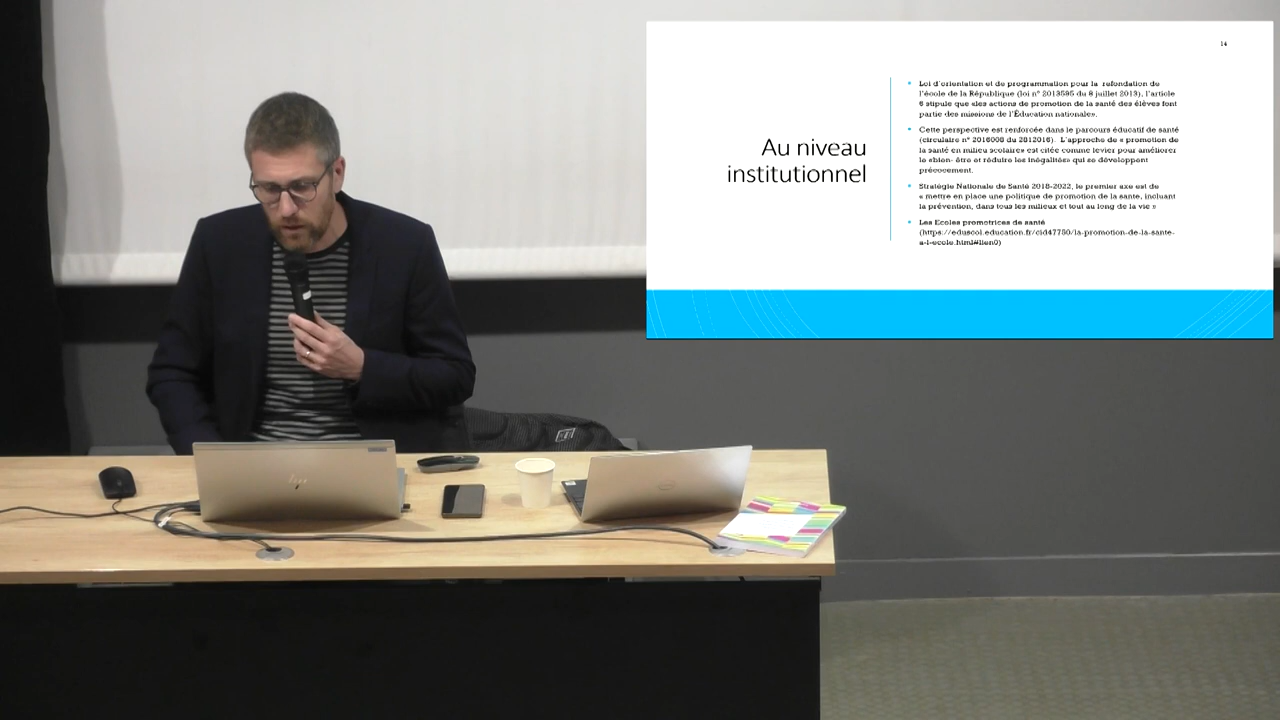 14
Au niveau
institutionnel
• Loi d'orientation et de programmation pour la refondation de
l'école de la République (loi n° 2013595 du 8 juillet 2013), l'article
6 stipule que «les actions de promotion de la santé des élèves font
partie des missions de l'Éducation nationale».
• Cette perspective est renforcée dans le parcours éducatif de santé
(circulaire n° 2016008 du 2812016). L'approche de « promotion de
la santé en milieu scolaire» est citée comme levier pour améliorer
le «bien- être et réduire les inégalités» qui se développent
précocement.
• Stratégie Nationale de Santé 2018-2022, le premier axe est de
« mettre en place une politique de promotion de la sante, incluant
la prévention, dans tous les milieux et tout au long de la vie »
• Les Ecoles promotrices de santé
(https://eduscol.education.fr/cid47750/la-promotion-de-la-sante-
a-l-ecole.html#lien0)
hp